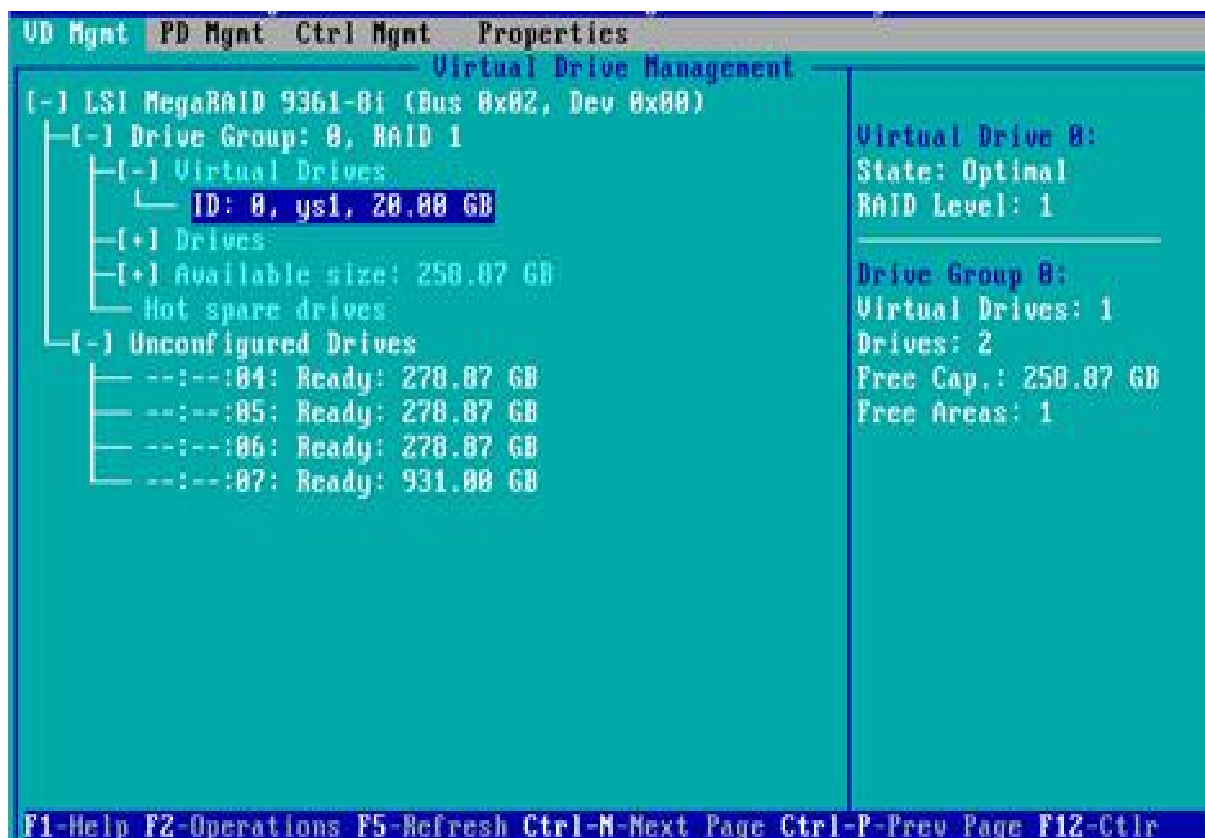 VD Mgmt PD Mgmt Ctrl Mgmt Properties
Virtual Drive Management
[-] LSI MegaRAID 9361-8i (Bus 0x02, Dev 0x00)
[-] Drive Group: 0, RAID 1
[-] Virtual Drives
ID: 0, ys1, 20.00 GB
[+] Drives
[+] Available size: 258.87 GB
Hot spare drives
[-] Unconfigured Drives
--:--:04: Ready: 278.87 GB
--:--:05: Ready: 278.87 GB
--:--:06: Ready: 278.87 GB
--:--:07: Ready: 931.00 GB
Virtual Drive 0:
State: Optimal
RAID Level: 1
Drive Group 0:
Virtual Drives: 1
Drives: 2
Free Cap.: 258.87 GB
Free Areas: 1
F1-Help F2-Operations F5-Refresh Ctrl-N-Next Page Ctrl-P-Prev Page F12-Ctlr